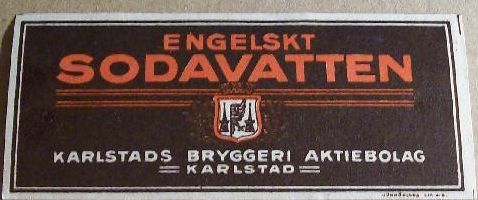 ENGELSKT
SODAVATTEN
KARLSTADS BRYGGERI AKTIEBOLAG
KARLSTAD